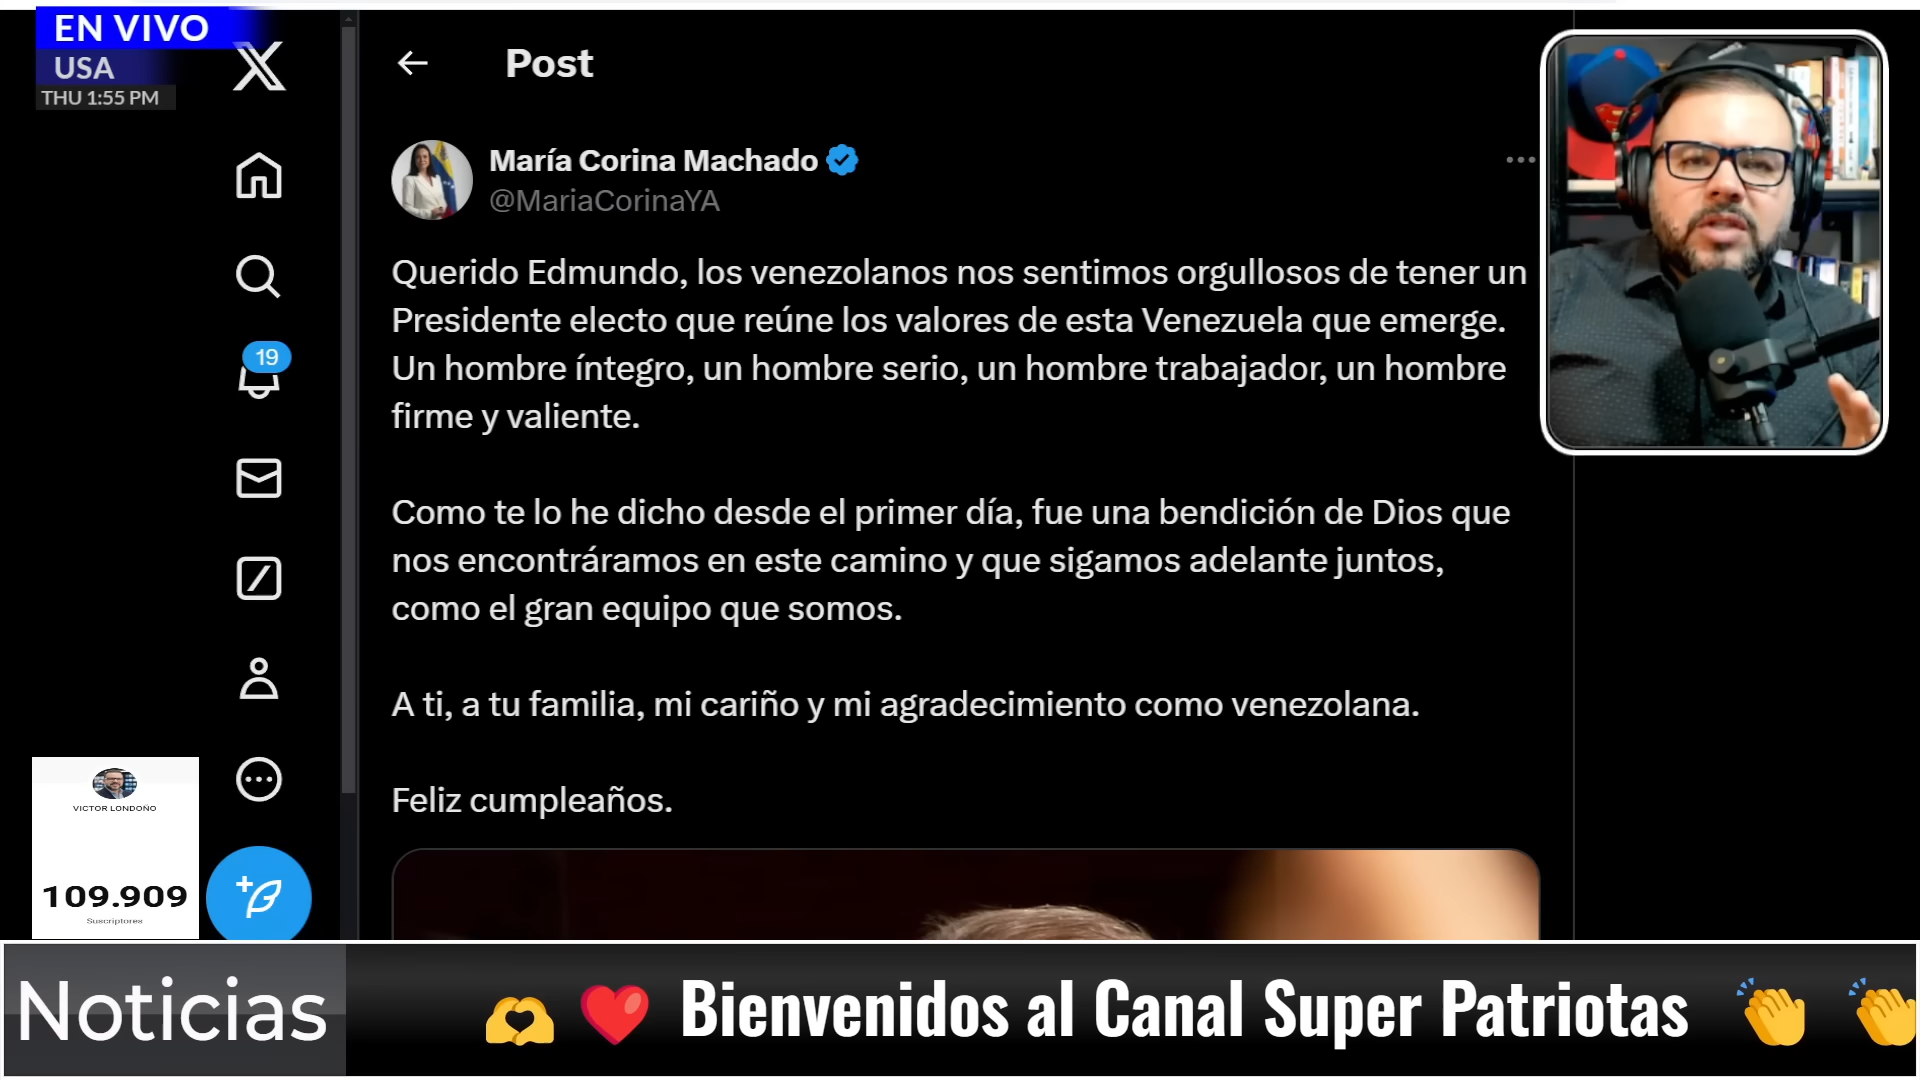 EN VIVO
USA
THU 1:55 PM
Post
María Corina Machado
@MariaCorinaYA
Querido Edmundo, los venezolanos nos sentimos orgullosos de tener un
Presidente electo que reúne los valores de esta Venezuela que emerge.
Un hombre íntegro, un hombre serio, un hombre trabajador, un hombre
firme y valiente.
Como te lo he dicho desde el primer día, fue una bendición de Dios que
nos encontráramos en este camino y que sigamos adelante juntos,
como el gran equipo que somos.
A ti, a tu familia, mi cariño y mi agradecimiento como venezolana.
Feliz cumpleaños.
19
VICTOR LONDOÑO
109.909
Suscriptores
Noticias
Bienvenidos al Canal Super Patriotas